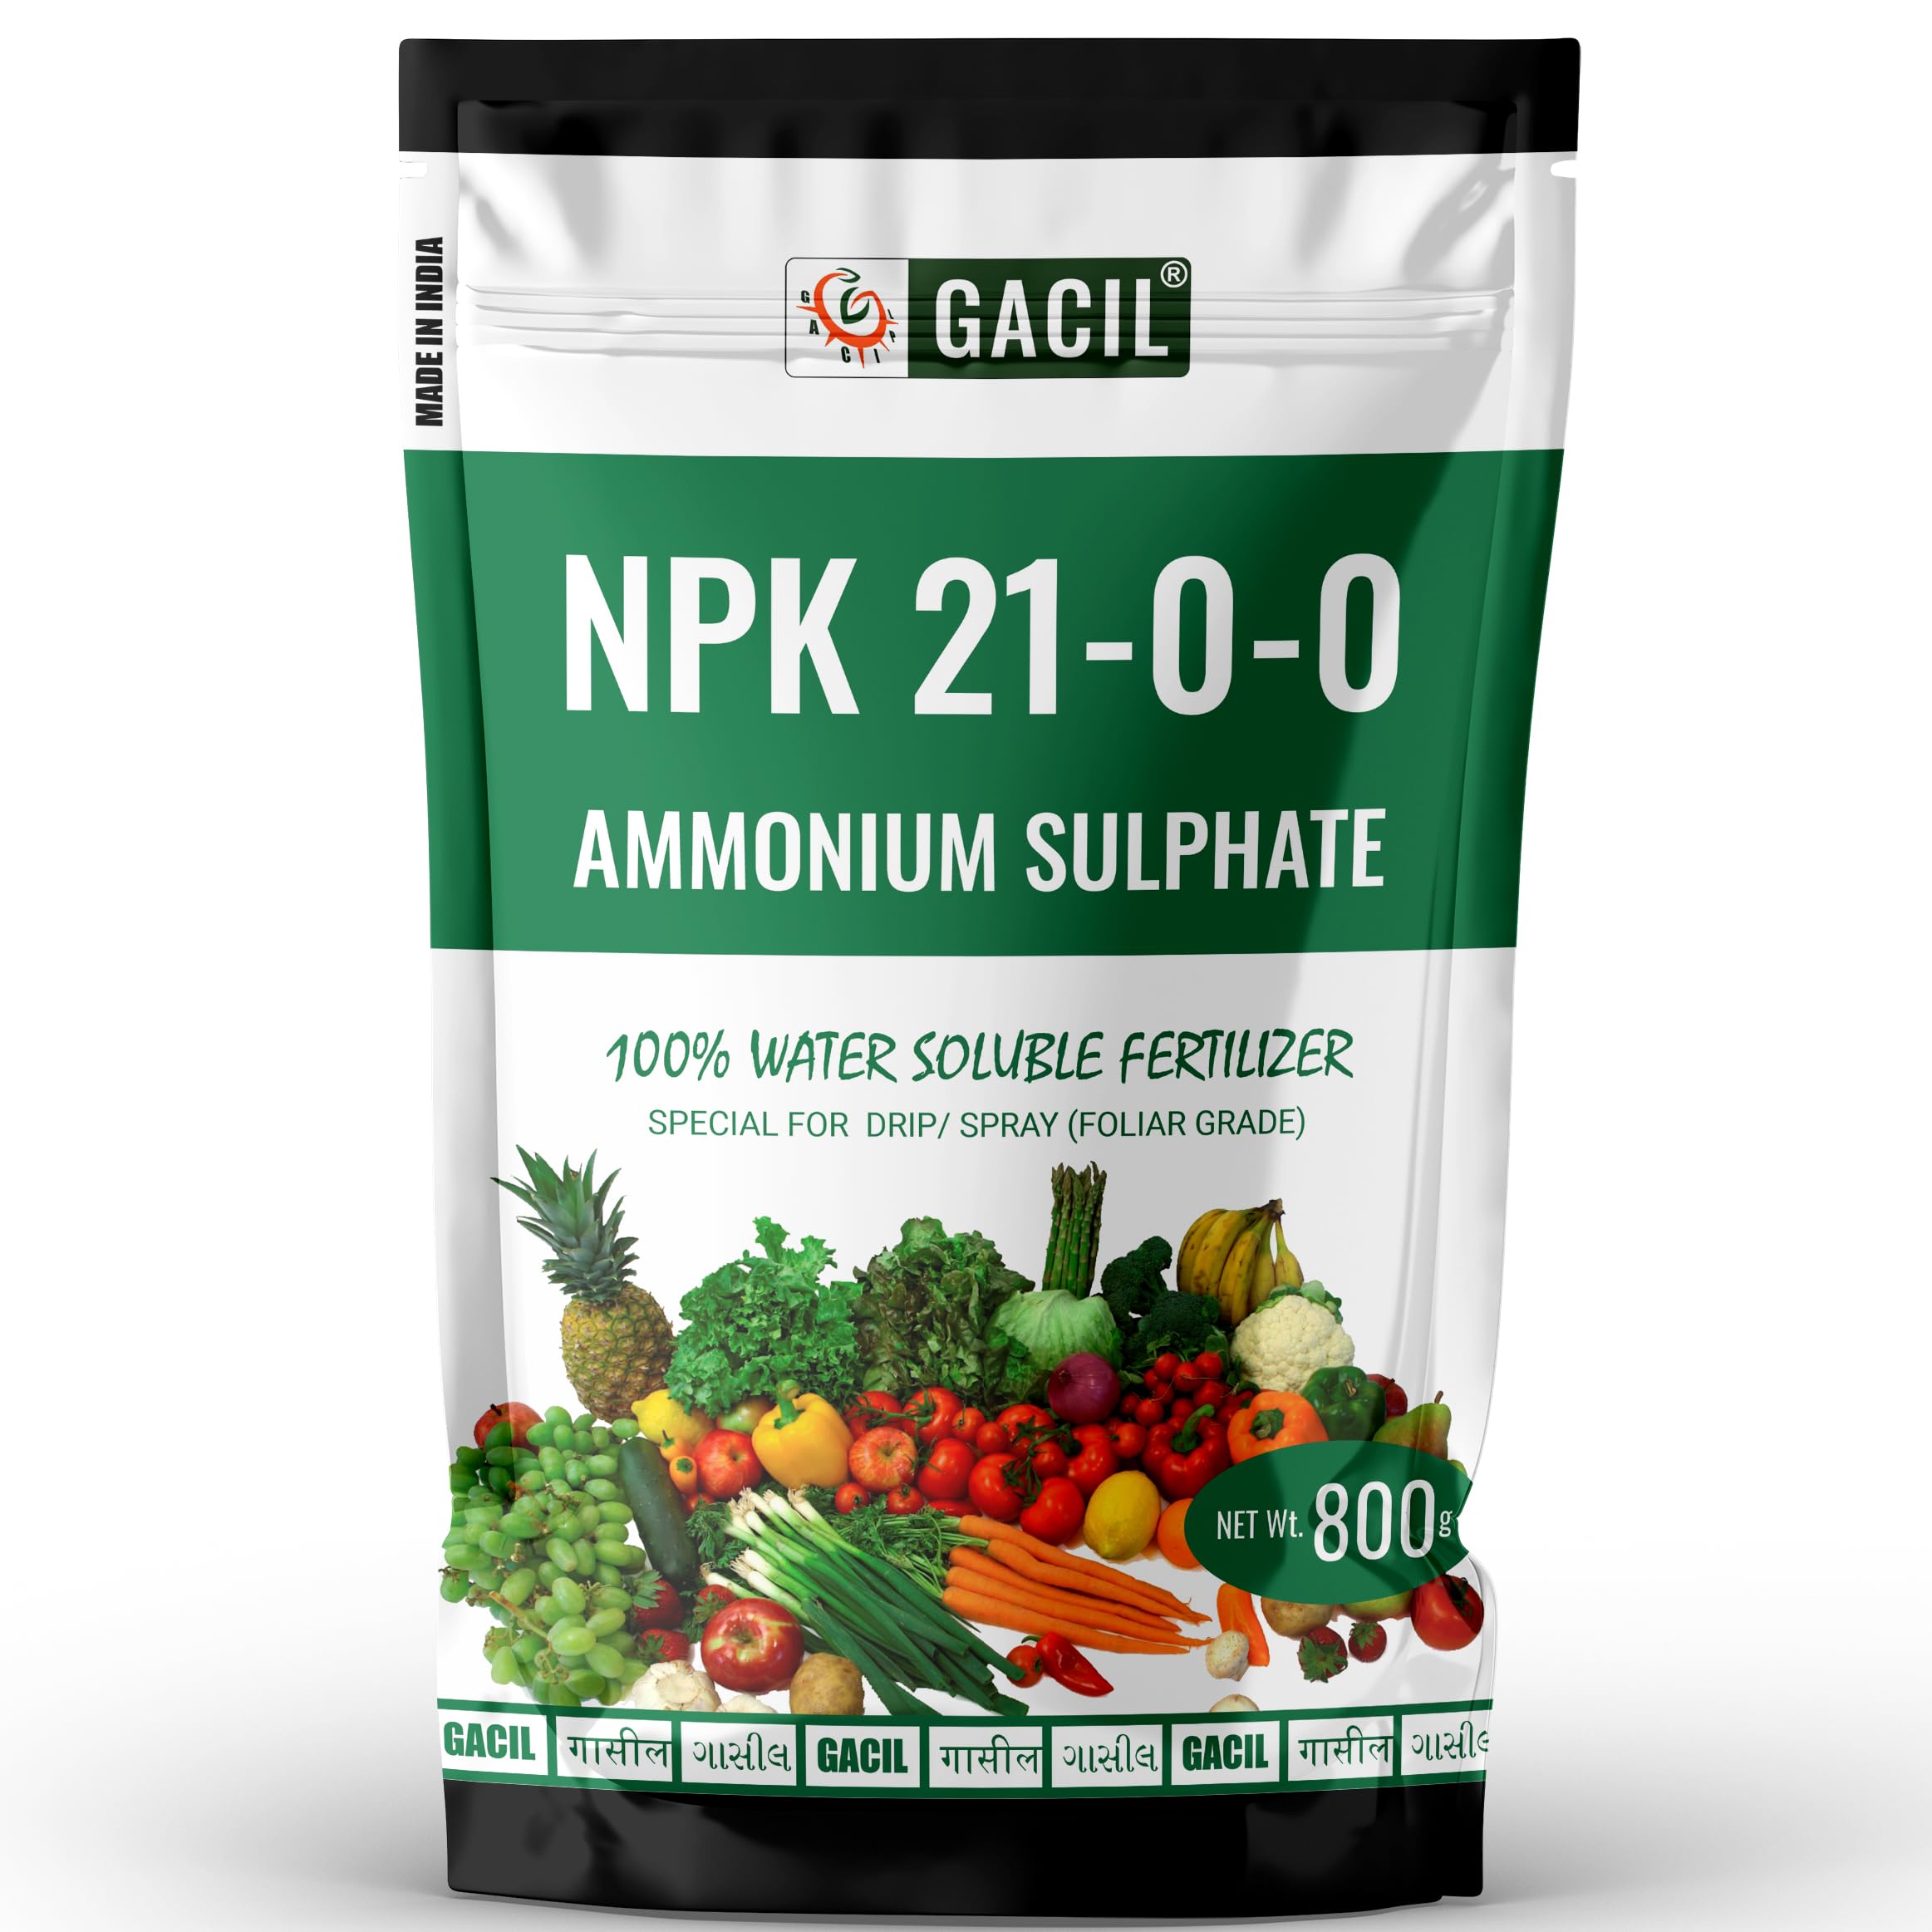 GACIL®
G A C I L P
MADE IN INDIA
NPK 21-0-0
AMMONIUM SULPHATE
100% WATER SOLUBLE FERTILIZER
SPECIAL FOR DRIP/ SPRAY (FOLIAR GRADE)
NET Wt. 800g
GACIL गासील ગાસીલ GACIL गासील ગાસીલ GACIL गासील ગાસીલ